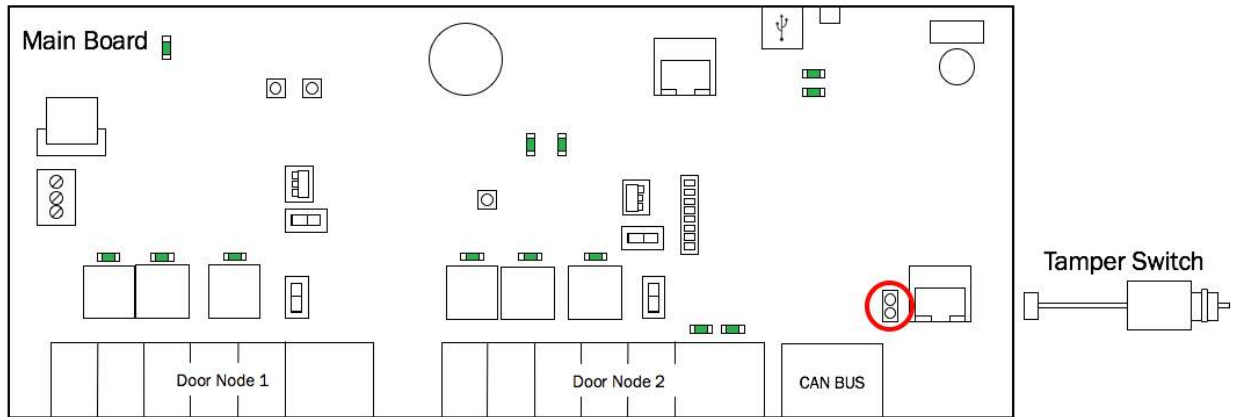 Main Board
Tamper Switch
Door Node 1
Door Node 2
CAN BUS